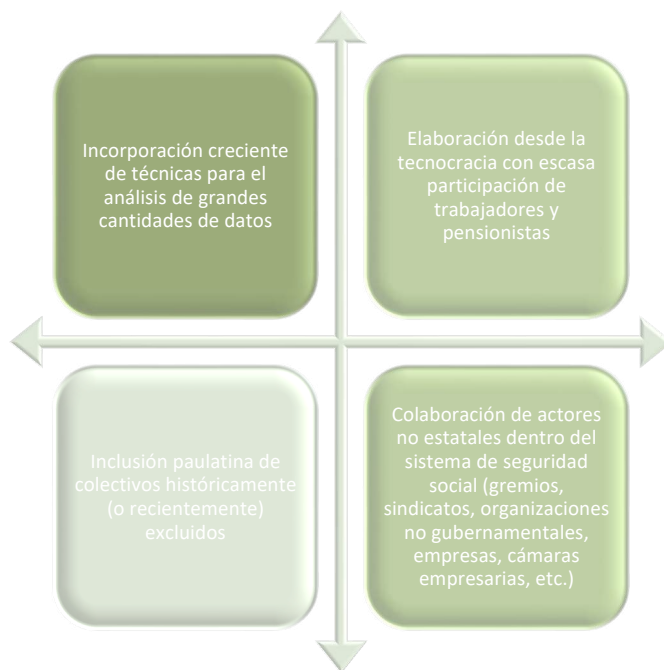 Incorporación creciente
de técnicas para el
análisis de grandes
cantidades de datos
Elaboración desde la
tecnocracia con escasa
participación de
trabajadores y
pensionistas
Inclusión paulatina de
colectivos históricamente
(o recientemente)
excluidos
Colaboración de actores
no estatales dentro del
sistema de seguridad
social (gremios,
sindicatos, organizaciones
no gubernamentales,
empresas, cámaras
empresarias, etc.)